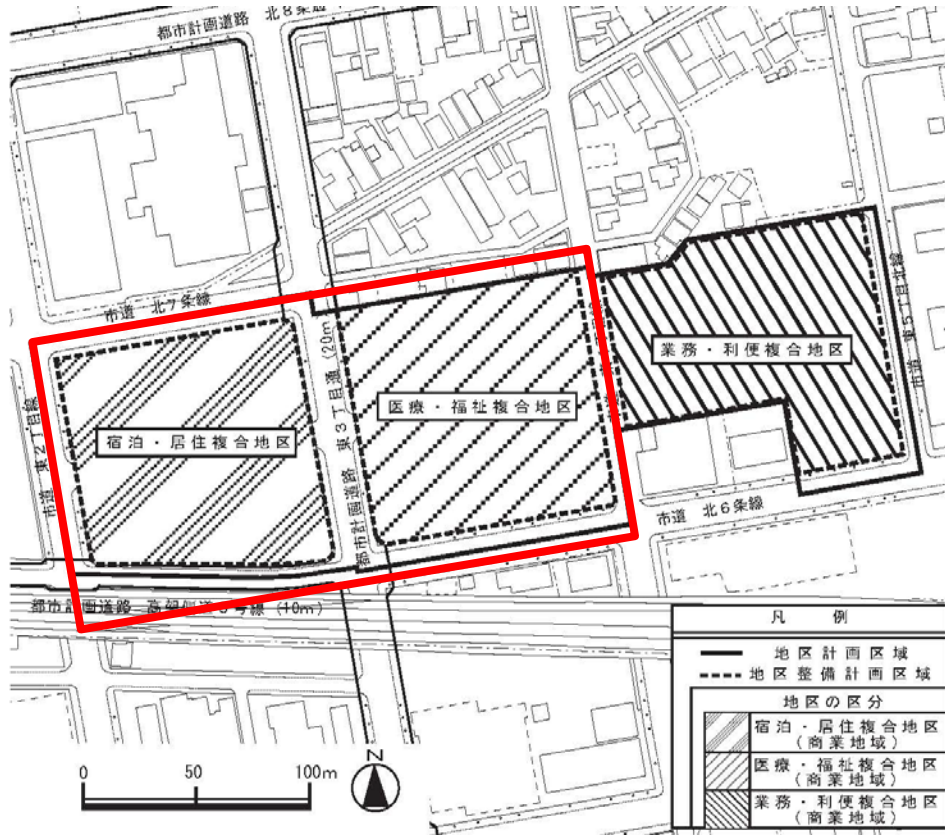 都市計画道路 北8条通
市道 北7条線
市道 東2丁目線
宿泊・居住複合地区
都市計画道路 東3丁目通(20m
医療・福祉複合地区
業務・利便複合地区
市道 東5丁目北線
市道 北6条線
都市計画道路 高架側道5号線(10m)
0 50 100m
N
凡 例
地区計画区域
地区整備計画区域
地区の区分
宿泊・居住複合地区
(商業地域)
医療・福祉複合地区
(商業地域)
業務・利便複合地区
(商業地域)